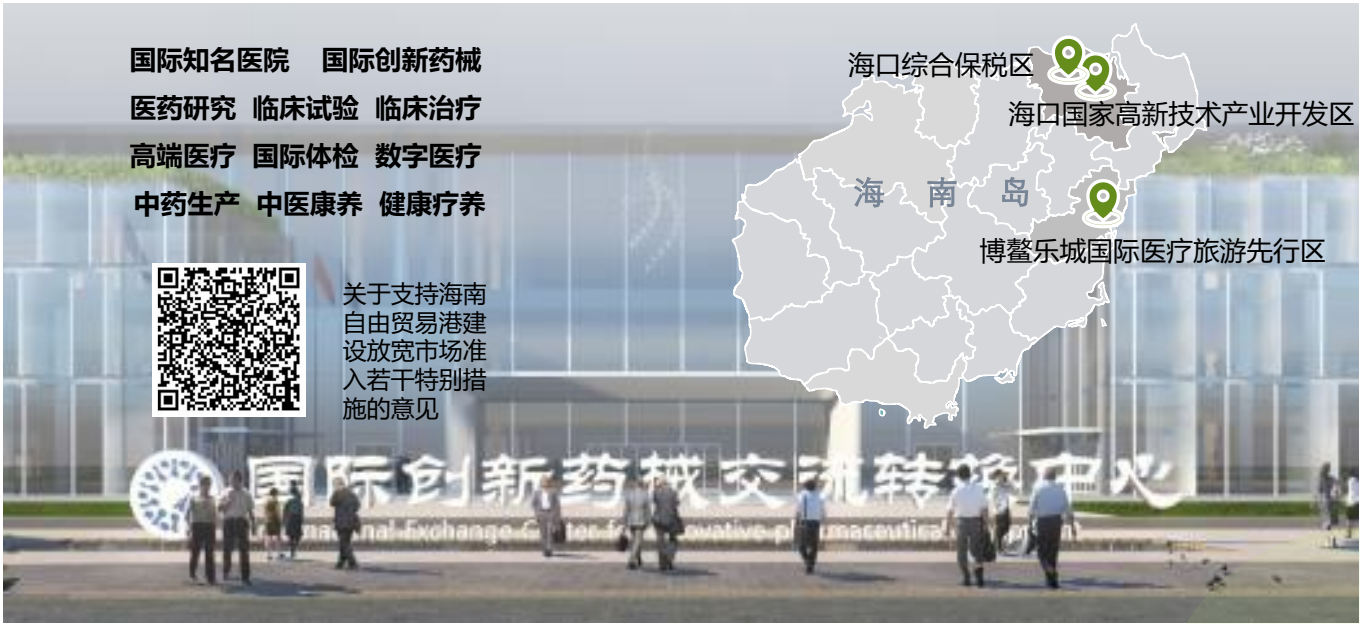 国际知名医院 国际创新药械
医药研究 临床试验 临床治疗
高端医疗 国际体检 数字医疗
中药生产 中医康养 健康疗养
关于支持海南
自由贸易港建
设放宽市场准
入若干特别措
施的意见
海口综合保税区
海口国家高新技术产业开发区
海南岛
博鳌乐城国际医疗旅游先行区
国际创新药械交流转换中心
Exchange Center